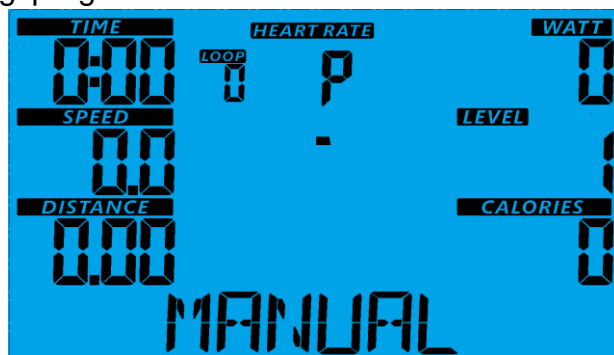 TIME HEART RATE WATT
0:00 LOOP 0 P 0
SPEED LEVEL
0.0 - 1
DISTANCE CALORIES
0.00 0
MANUAL